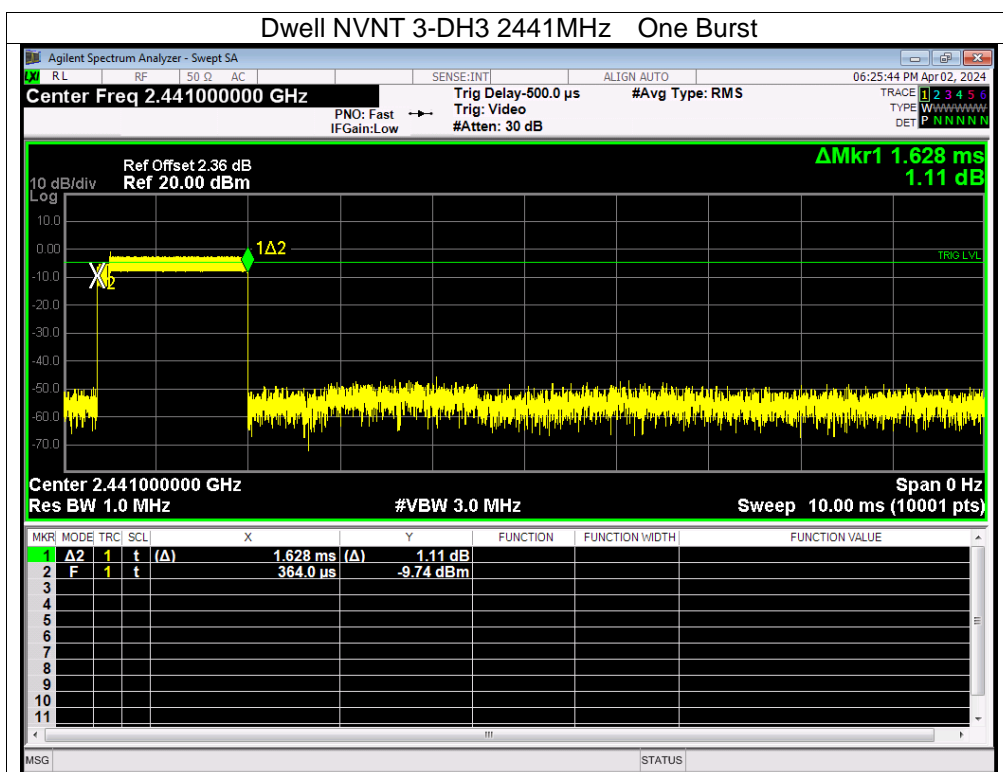 Dwell NVNT 3-DH3 2441MHz One Burst
Agilent Spectrum Analyzer - Swept SA
LXI RL RF 50 Ω AC SENSE:INT ALIGN AUTO 06:25:44 PM Apr 02, 2024
Center Freq 2.441000000 GHz Trig Delay-500.0 µs #Avg Type: RMS TRACE 1 2 3 4 5 6
PNO: Fast Trig: Video TYPE WWWWWW
IFGain:Low #Atten: 30 dB DET P N N N N N
ΔMkr1 1.628 ms
Ref Offset 2.36 dB
10 dB/div Ref 20.00 dBm 1.11 dB
Log
10.0
0.00 1Δ2
TRIG LVL
-10.0 2
-20.0
-30.0
-40.0
-50.0
-60.0
-70.0
Center 2.441000000 GHz Span 0 Hz
Res BW 1.0 MHz #VBW 3.0 MHz Sweep 10.00 ms (10001 pts)
MKR MODE TRC SCL X Y FUNCTION FUNCTION WIDTH FUNCTION VALUE
1 Δ2 1 t (Δ) 1.628 ms (Δ) 1.11 dB
2 F 1 t 364.0 µs -9.74 dBm
3
4
5
6
7
8
9
10
11
MSG STATUS